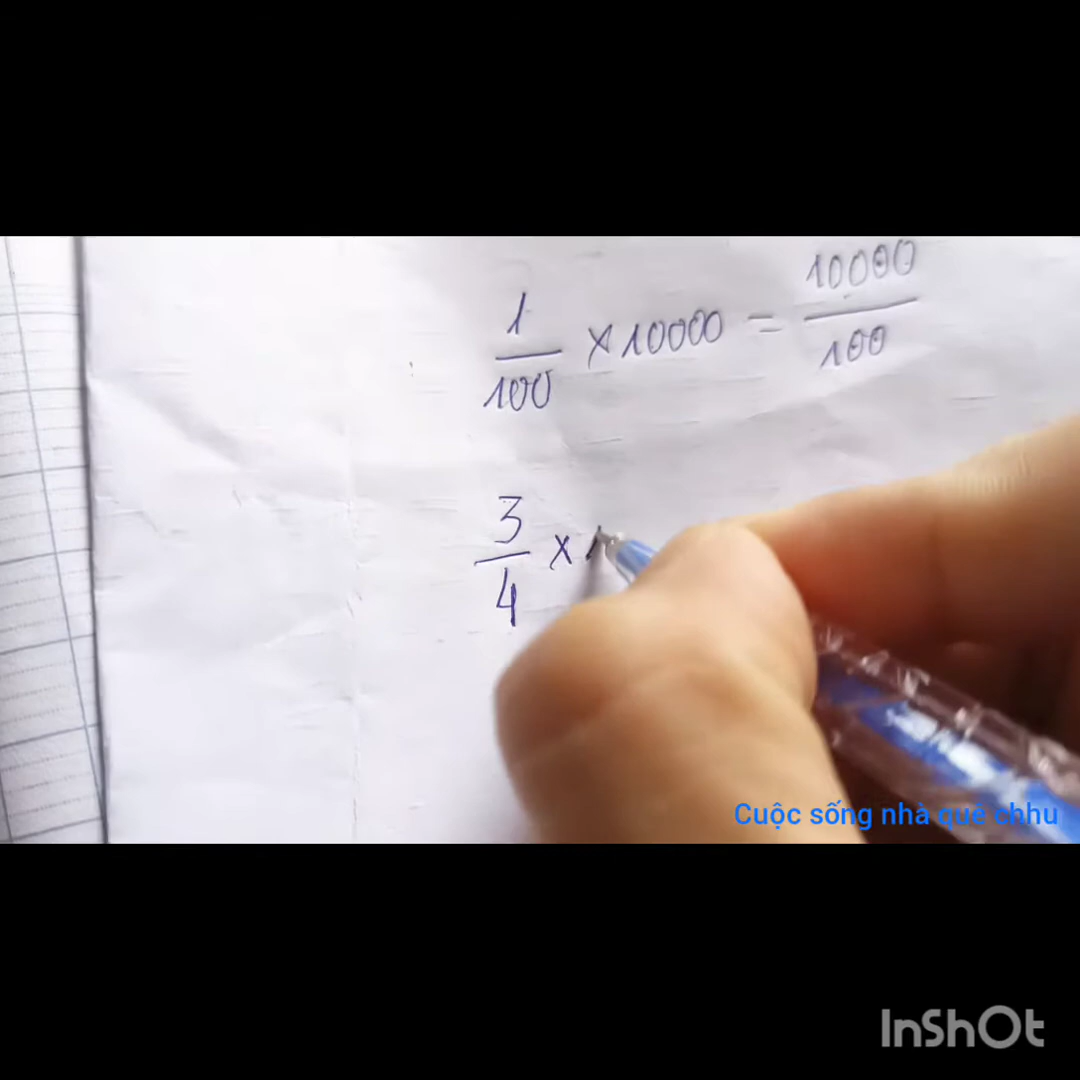 1/100 × 10000 = 10000/100
3/4 ×
Cuộc sống nhà quê chhu
InShOt